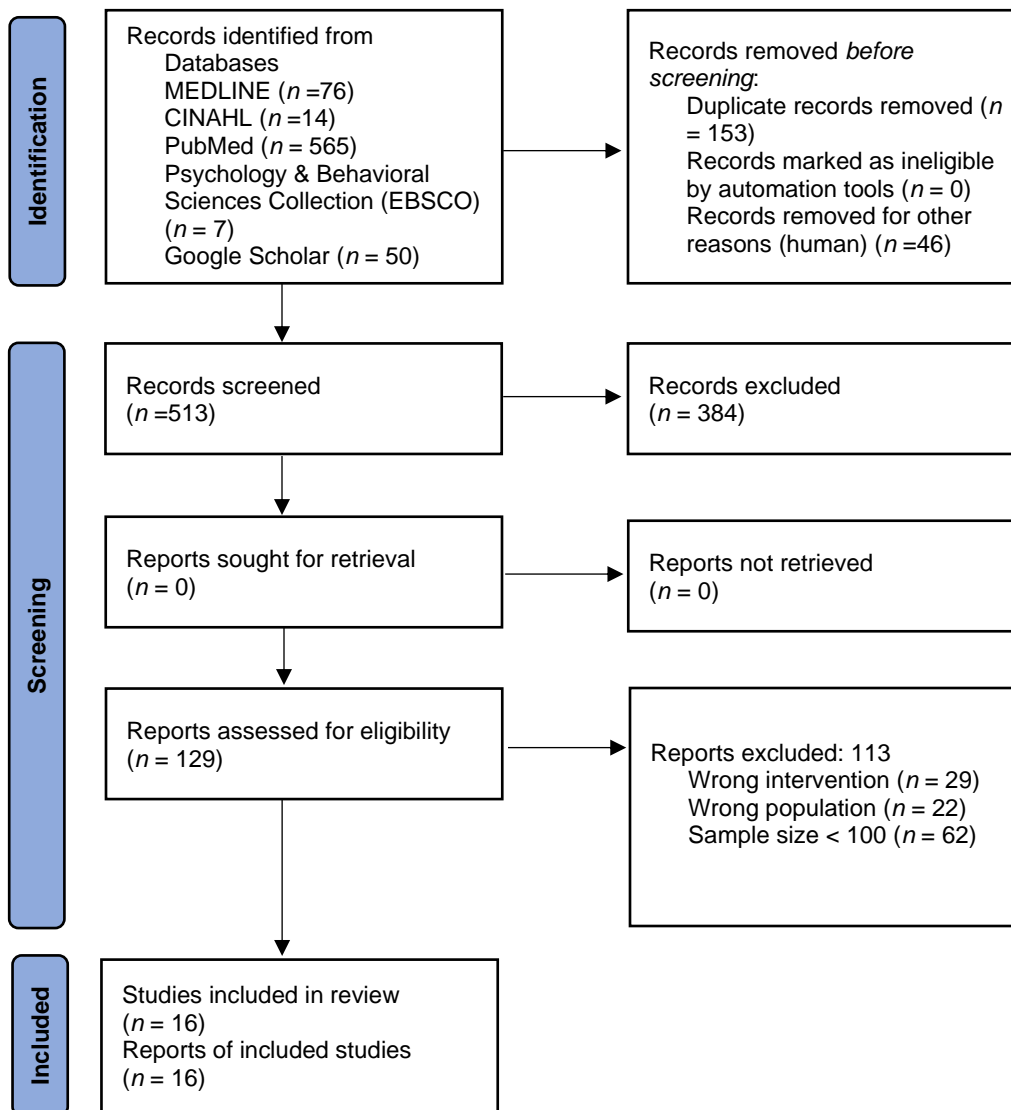 Identification
Records identified from
Databases
MEDLINE (n =76)
CINAHL (n =14)
PubMed (n = 565)
Psychology & Behavioral
Sciences Collection (EBSCO)
(n = 7)
Google Scholar (n = 50)
Records removed before
screening:
Duplicate records removed (n
= 153)
Records marked as ineligible
by automation tools (n = 0)
Records removed for other
reasons (human) (n =46)
Screening
Records screened
(n =513)
Records excluded
(n = 384)
Reports sought for retrieval
(n = 0)
Reports not retrieved
(n = 0)
Reports assessed for eligibility
(n = 129)
Reports excluded: 113
Wrong intervention (n = 29)
Wrong population (n = 22)
Sample size < 100 (n = 62)
Included
Studies included in review
(n = 16)
Reports of included studies
(n = 16)